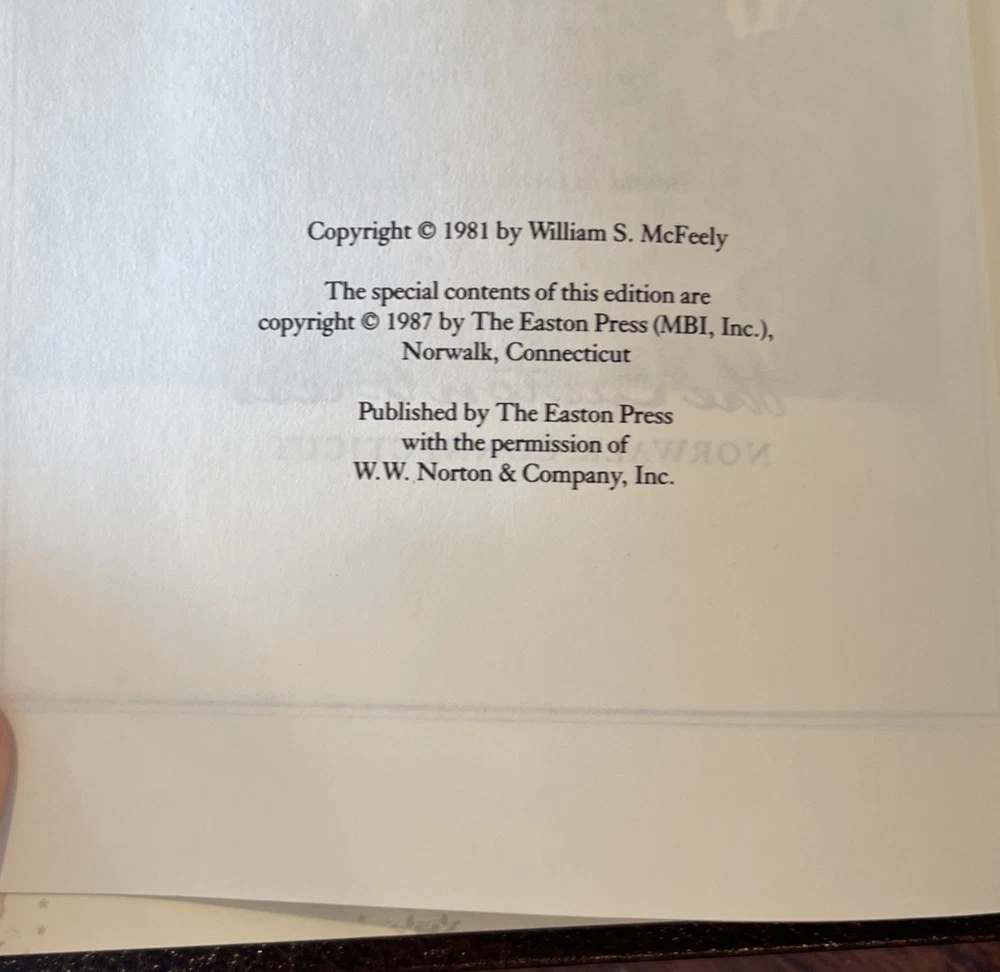 Copyright © 1981 by William S. McFeely
The special contents of this edition are
copyright © 1987 by The Easton Press (MBI, Inc.),
Norwalk, Connecticut
Published by The Easton Press
with the permission of
W.W. Norton & Company, Inc.